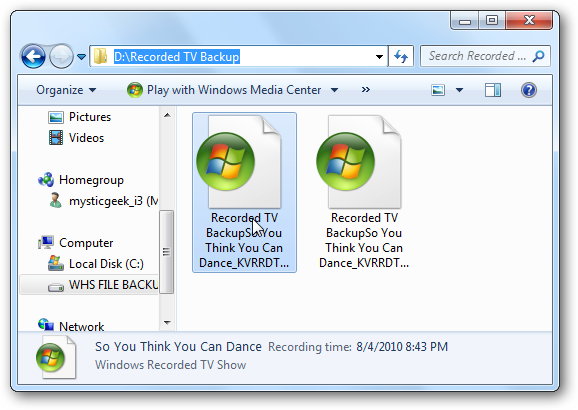 D:\Recorded TV Backup
Search Recorded ...
Organize
Play with Windows Media Center
»
Pictures
Videos
Homegroup
mysticgeek_i3 (M
Computer
Local Disk (C:)
WHS FILE BACKU
Network
Recorded TV
BackupSo You
Think You Can
Dance_KVRRDT...
Recorded TV
BackupSo You
Think You Can
Dance_KVRRDT...
So You Think You Can Dance Recording time: 8/4/2010 8:43 PM
Windows Recorded TV Show